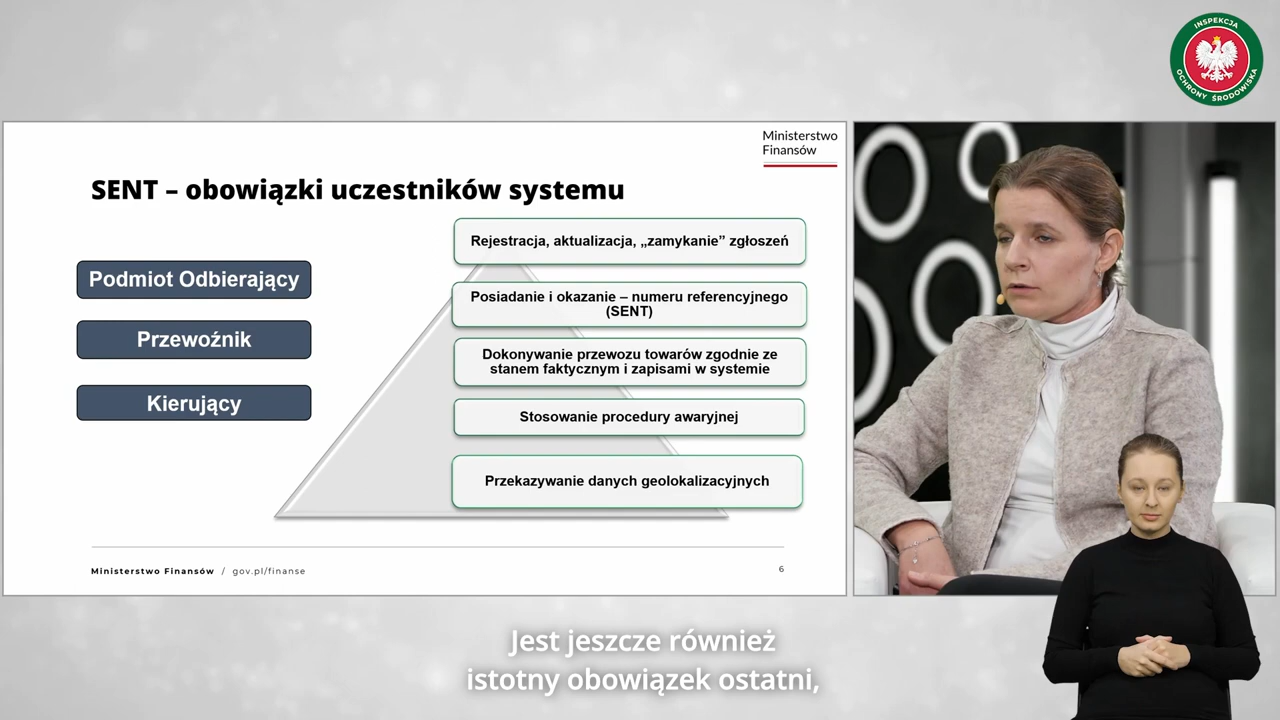 INSPEKCJA
OCHRONY ŚRODOWISKA
Ministerstwo
Finansów
SENT – obowiązki uczestników systemu
Podmiot Odbierający
Przewoźnik
Kierujący
Rejestracja, aktualizacja, „zamykanie” zgłoszeń
Posiadanie i okazanie – numeru referencyjnego
(SENT)
Dokonywanie przewozu towarów zgodnie ze
stanem faktycznym i zapisami w systemie
Stosowanie procedury awaryjnej
Przekazywanie danych geolokalizacyjnych
Ministerstwo Finansów / gov.pl/finanse
6
Jest jeszcze również
istotny obowiązek ostatni,